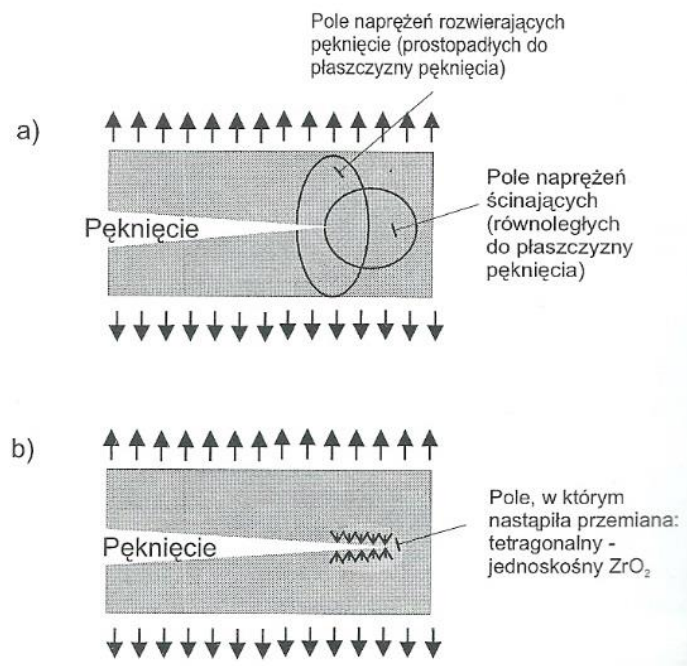 Pole naprężeń rozwierających
pęknięcie (prostopadłych do
płaszczyzny pęknięcia)
a)
Pęknięcie
Pole naprężeń
ścinających
(równoległych
do płaszczyzny
pęknięcia)
b)
Pęknięcie
Pole, w którym
nastąpiła przemiana:
tetragonalny -
jednoskośny ZrO₂